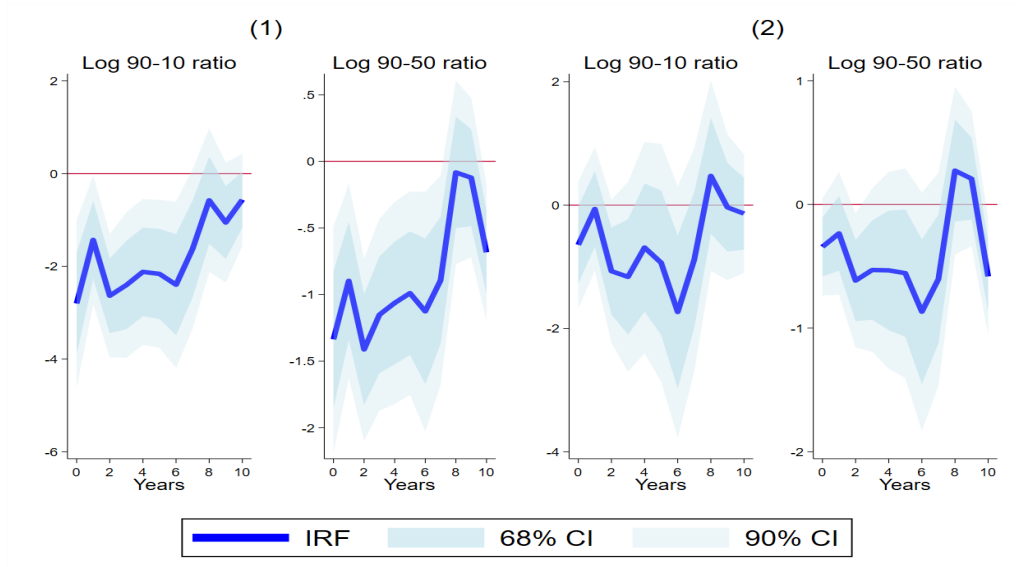 (1) (2)
Log 90-10 ratio Log 90-50 ratio Log 90-10 ratio Log 90-50 ratio
2 0 -2 -4 -6
0 2 4 6 8 10
Years
.5 0 -.5 -1 -1.5 -2
0 2 4 6 8 10
Years
2 0 -2 -4
0 2 4 6 8 10
Years
1 0 -1 -2
0 2 4 6 8 10
Years
IRF 68% CI 90% CI